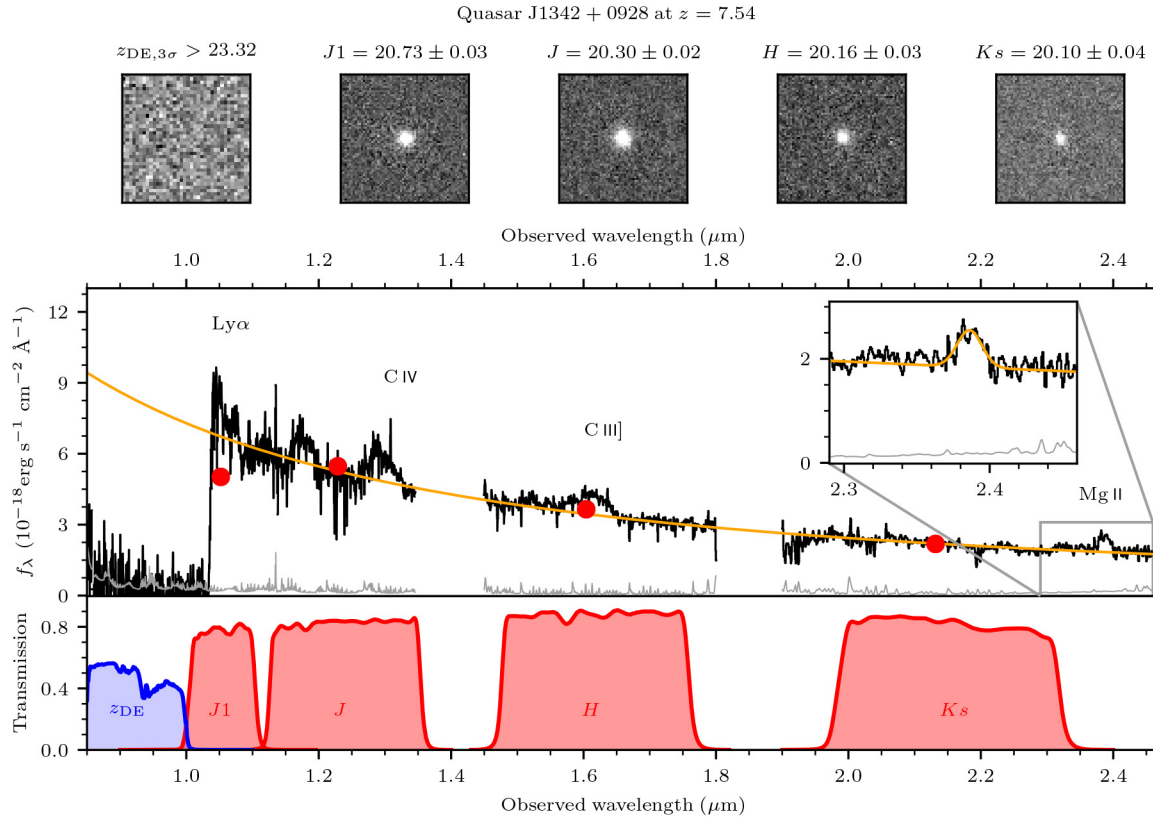 Quasar J1342 + 0928 at z = 7.54
z_DE,3σ > 23.32 J1 = 20.73 ± 0.03 J = 20.30 ± 0.02 H = 20.16 ± 0.03 Ks = 20.10 ± 0.04
Observed wavelength (μm)
1.0 1.2 1.4 1.6 1.8 2.0 2.2 2.4
f_λ (10⁻¹⁸erg s⁻¹ cm⁻² Å⁻¹)
12
9
6
3
0
Lyα
C IV
C III]
Mg II
2
0
2.3 2.4
Transmission
0.8
0.4
0.0
z_DE J1 J H Ks
1.0 1.2 1.4 1.6 1.8 2.0 2.2 2.4
Observed wavelength (μm)